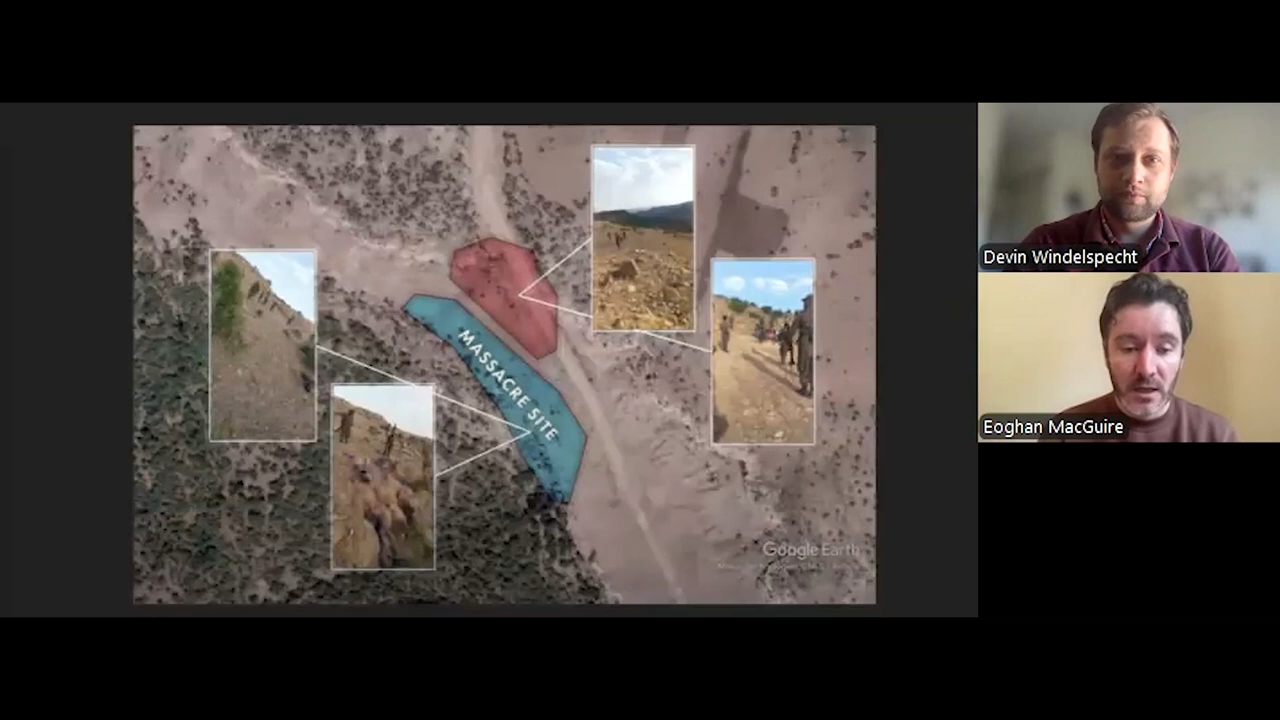 MASSACRE SITE
Google Earth
Devin Windelspecht
Eoghan MacGuire